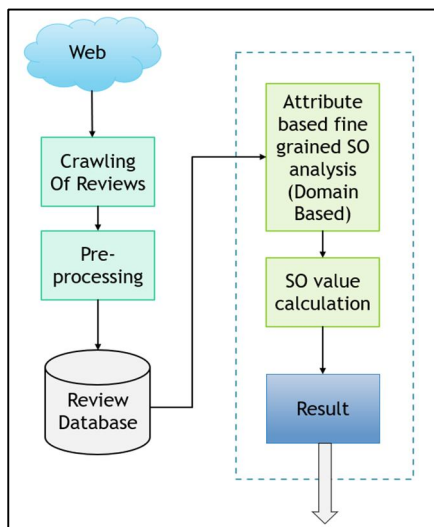 Web
Crawling
Of Reviews
Pre-
processing
Review
Database
Attribute
based fine
grained SO
analysis
(Domain
Based)
SO value
calculation
Result